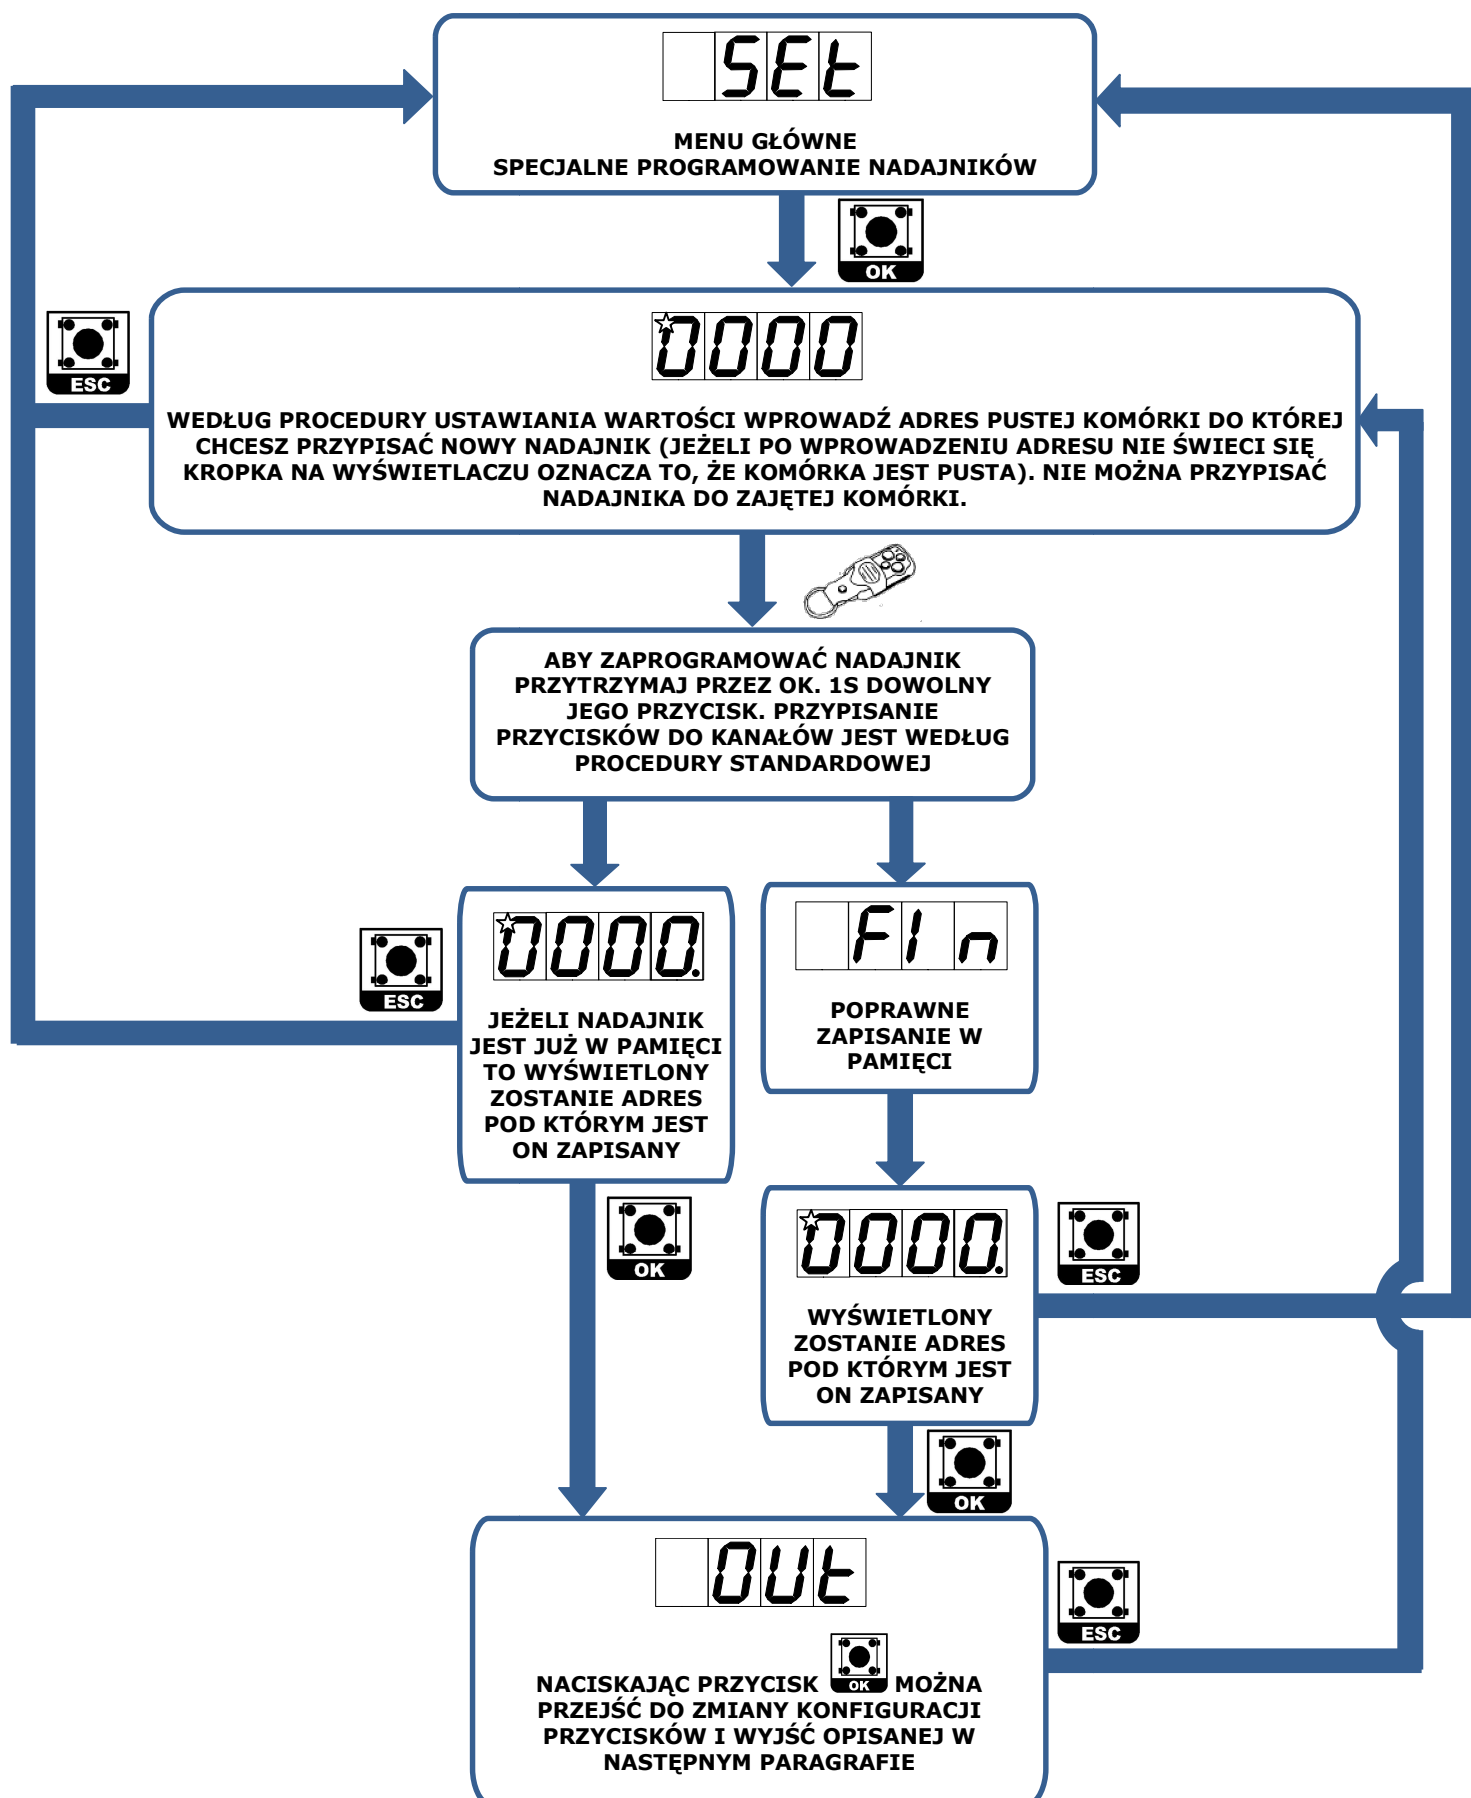 SEt
MENU GŁÓWNE
SPECJALNE PROGRAMOWANIE NADAJNIKÓW
OK
ESC
0000
WEDŁUG PROCEDURY USTAWIANIA WARTOŚCI WPROWADŹ ADRES PUSTEJ KOMÓRKI DO KTÓREJ
CHCESZ PRZYPISAĆ NOWY NADAJNIK (JEŻELI PO WPROWADZENIU ADRESU NIE ŚWIECI SIĘ
KROPKA NA WYŚWIETLACZU OZNACZA TO, ŻE KOMÓRKA JEST PUSTA). NIE MOŻNA PRZYPISAĆ
NADAJNIKA DO ZAJĘTEJ KOMÓRKI.
ABY ZAPROGRAMOWAĆ NADAJNIK
PRZYTRZYMAJ PRZEZ OK. 1S DOWOLNY
JEGO PRZYCISK. PRZYPISANIE
PRZYCISKÓW DO KANAŁÓW JEST WEDŁUG
PROCEDURY STANDARDOWEJ
ESC
0000.
JEŻELI NADAJNIK
JEST JUŻ W PAMIĘCI
TO WYŚWIETLONY
ZOSTANIE ADRES
POD KTÓRYM JEST
ON ZAPISANY
OK
FIn
POPRAWNE
ZAPISANIE W
PAMIĘCI
0000.
ESC
WYŚWIETLONY
ZOSTANIE ADRES
POD KTÓRYM JEST
ON ZAPISANY
OK
OUt
ESC
NACISKAJĄC PRZYCISK OK MOŻNA
PRZEJŚĆ DO ZMIANY KONFIGURACJI
PRZYCISKÓW I WYJŚĆ OPISANEJ W
NASTĘPNYM PARAGRAFIE